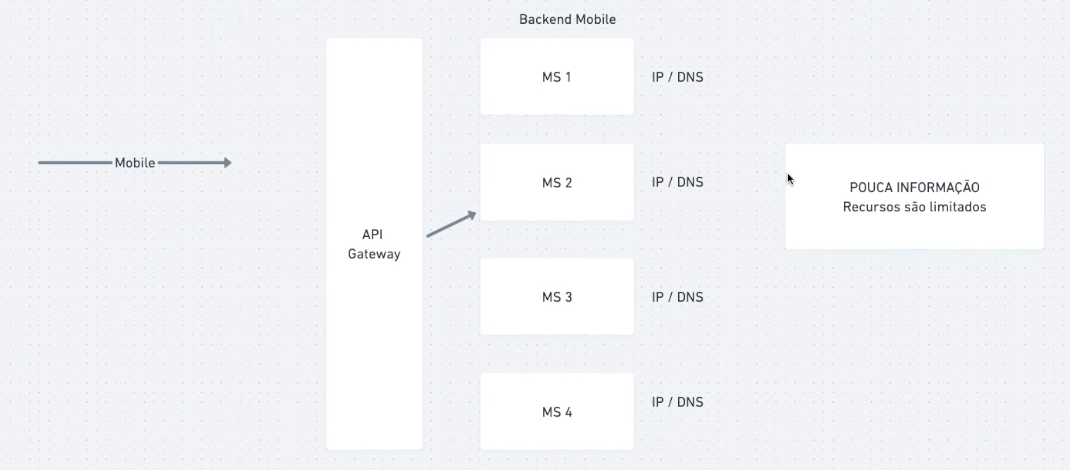 Backend Mobile
MS 1
IP / DNS
Mobile
MS 2
IP / DNS
POUCA INFORMAÇÃO
Recursos são limitados
API
Gateway
MS 3
IP / DNS
MS 4
IP / DNS